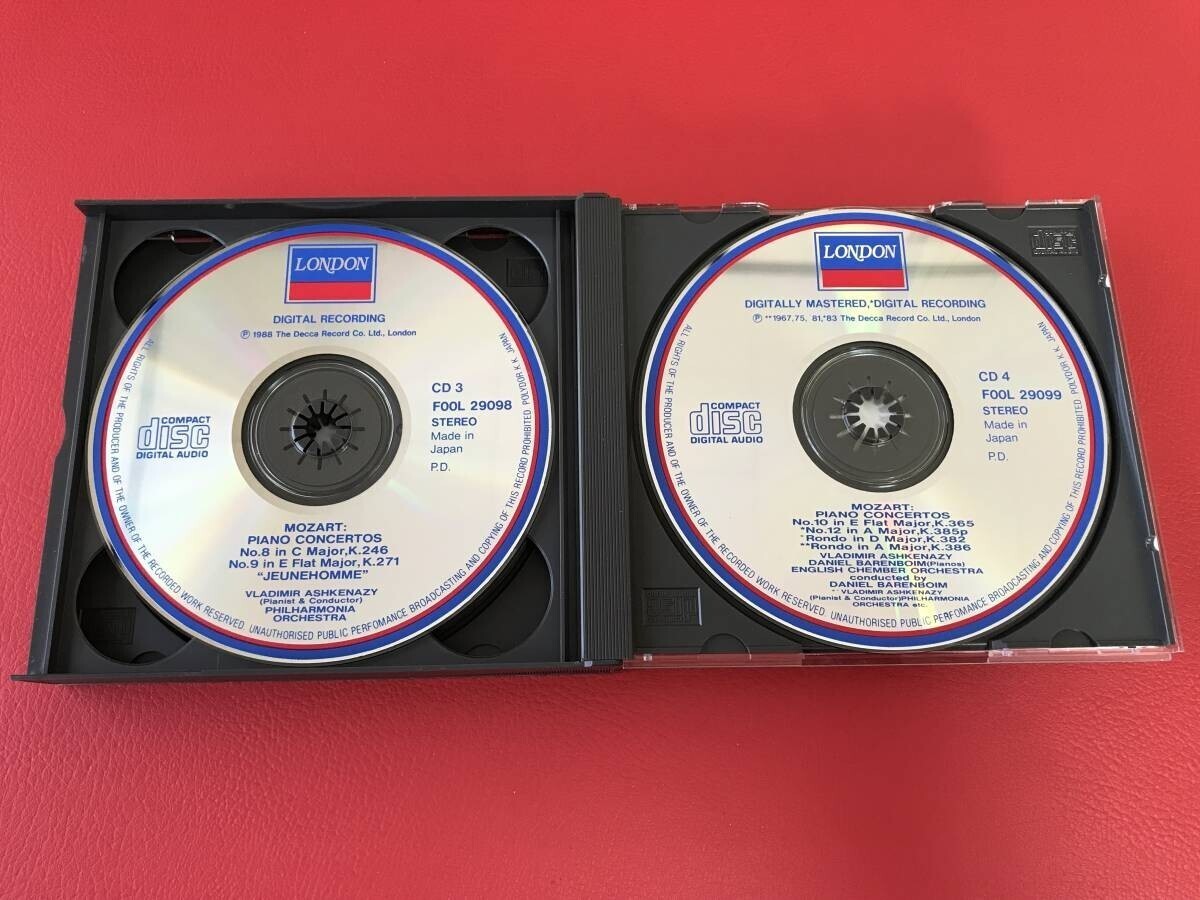 LONDON
DIGITAL RECORDING
Ⓟ 1988 The Decca Record Co. Ltd., London
CD 3
F00L 29098
STEREO
Made in
Japan
P.D.
COMPACT
disc
DIGITAL AUDIO
MOZART:
PIANO CONCERTOS
No.8 in C Major,K.246
No.9 in E Flat Major,K.271
"JEUNEHOMME"
VLADIMIR ASHKENAZY
(Pianist & Conductor)
PHILHARMONIA
ORCHESTRA
ALL RIGHTS OF THE PRODUCER AND OF THE OWNER OF THE RECORDED WORK RESERVED. UNAUTHORISED PUBLIC PERFOMANCE BROADCASTING AND COPYING OF THIS RECORD PROHIBITED. POLYDOR K.K. JAPAN
LONDON
DIGITALLY MASTERED,*DIGITAL RECORDING
Ⓟ **1967,75, '81,*83 The Decca Record Co. Ltd., London
CD 4
F00L 29099
STEREO
Made in
Japan
P.D.
COMPACT
disc
DIGITAL AUDIO
MOZART:
PIANO CONCERTOS
No.10 in E Flat Major,K.365
*No.12 in A Major,K.385p
*Rondo in D Major,K.382
**Rondo in A Major,K.386
VLADIMIR ASHKENAZY
DANIEL BARENBOIM(Pianos)
ENGLISH CHAMBER ORCHESTRA
conducted by
DANIEL BARENBOIM
VLADIMIR ASHKENAZY
(Pianist & Conductor)PHILHARMONIA
ORCHESTRA etc.
ALL RIGHTS OF THE PRODUCER AND OF THE OWNER OF THE RECORDED WORK RESERVED. UNAUTHORISED PUBLIC PERFOMANCE BROADCASTING AND COPYING OF THIS RECORD PROHIBITED POLYDOR K.K. JAPAN
disc
DIGITAL AUDIO